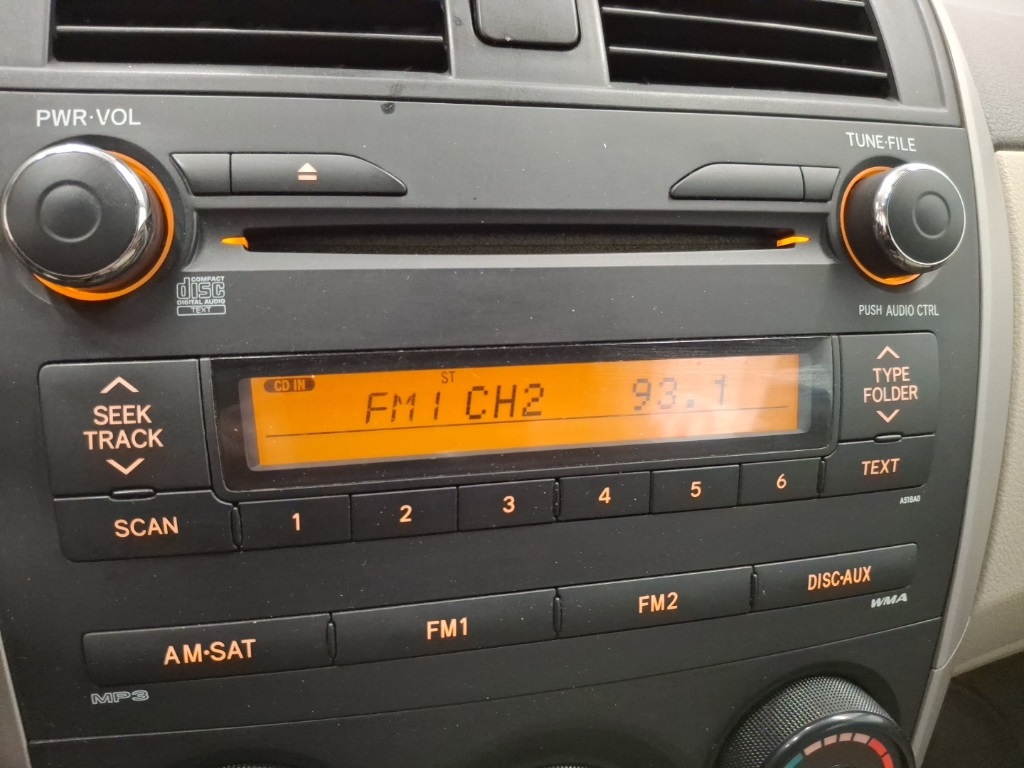 PWR·VOL
TUNE·FILE
COMPACT
disc
DIGITAL AUDIO
TEXT
PUSH AUDIO CTRL
SEEK
TRACK
CD IN
ST
FM1 CH2 93.1
TYPE
FOLDER
TEXT
A518A0
SCAN
1 2 3 4 5 6
AM·SAT
FM1
FM2
DISC·AUX
WMA
MP3